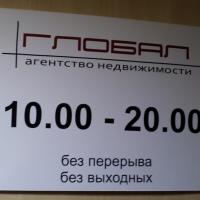 ГЛОБАЛ
агентство недвижимости
10.00 - 20.00
без перерыва
без выходных